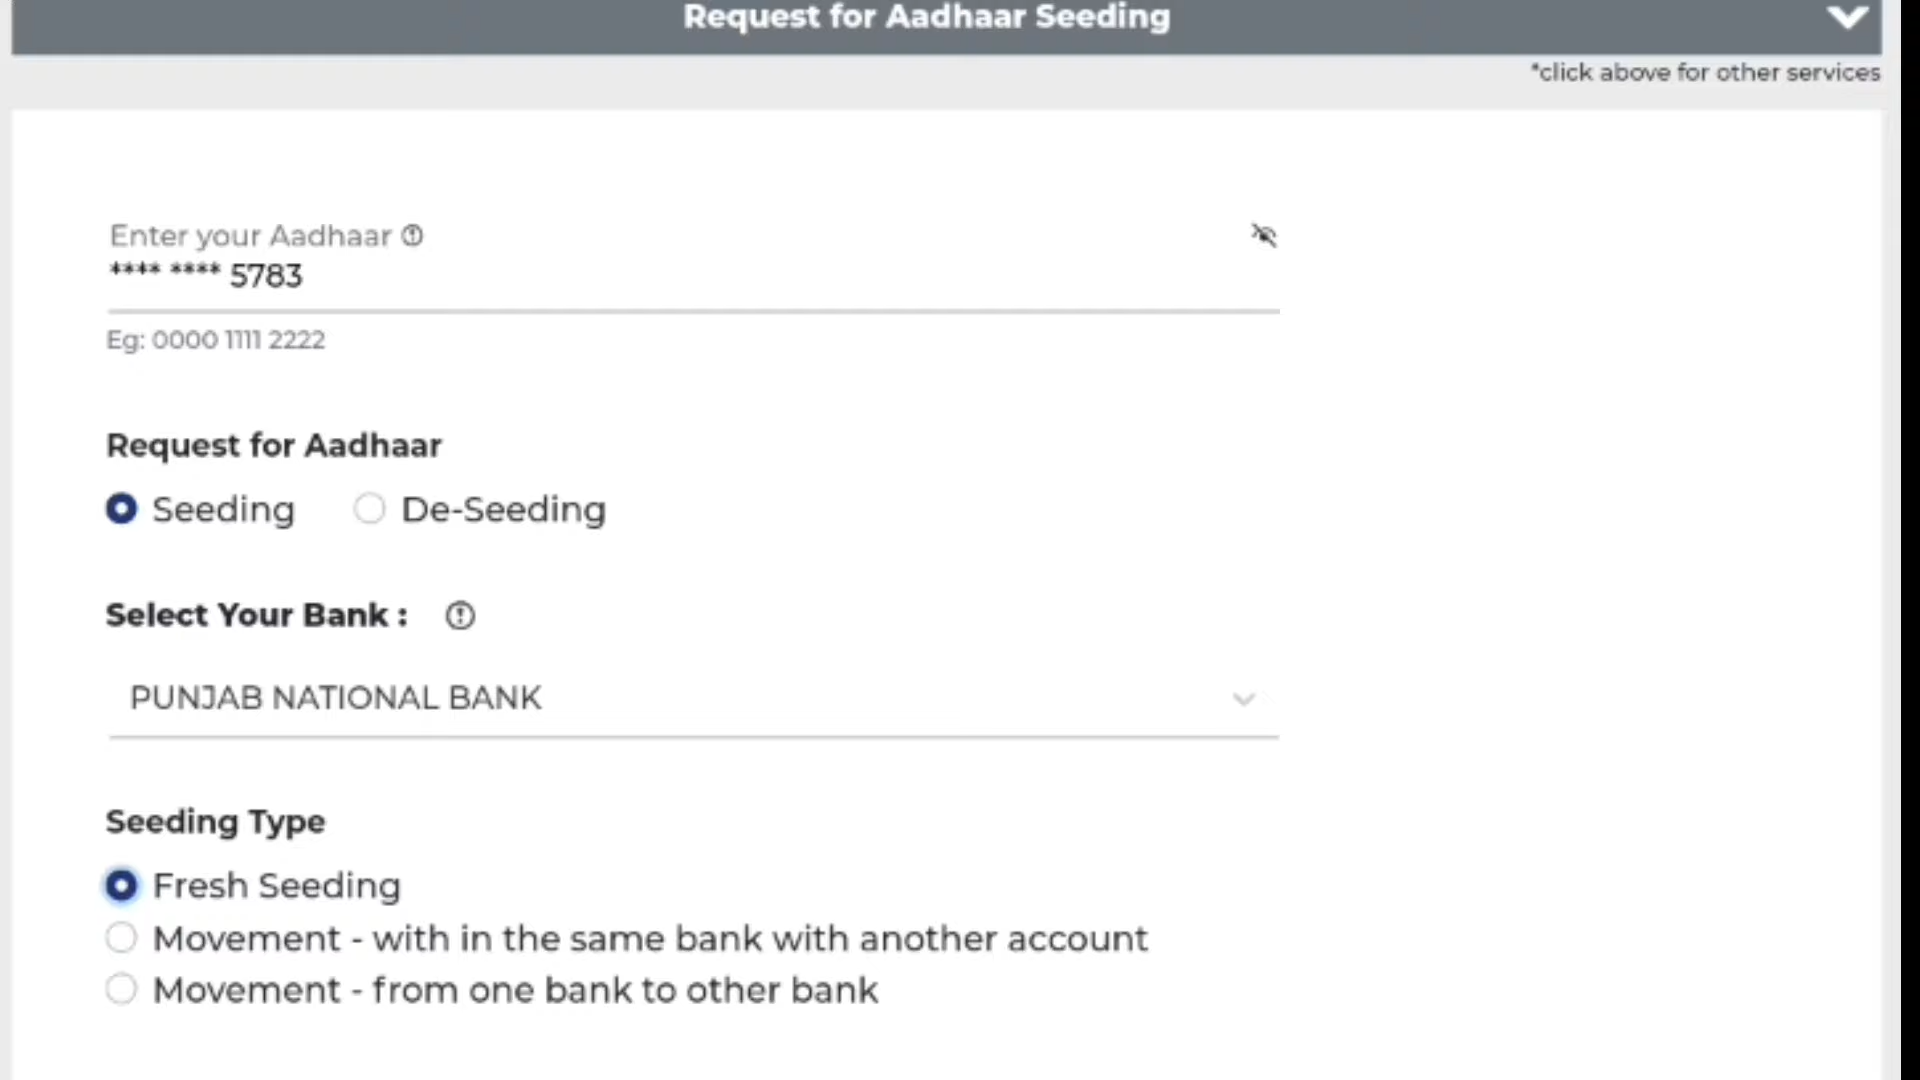 Request for Aadhaar Seeding
*click above for other services
Enter your Aadhaar
**** **** 5783
Eg: 0000 1111 2222
Request for Aadhaar
Seeding De-Seeding
Select Your Bank :
PUNJAB NATIONAL BANK
Seeding Type
Fresh Seeding
Movement - with in the same bank with another account
Movement - from one bank to other bank